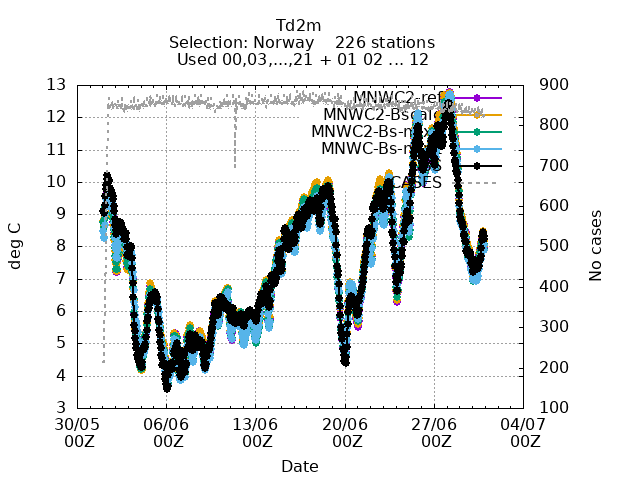 Td2m
Selection: Norway 226 stations
Used 00,03,...,21 + 01 02 ... 12
13
12
11
10
9
8
7
6
5
4
3
deg C
900
800
700
600
500
400
300
200
100
No cases
MNWC2-ref
MNWC2-Bs
MNWC2-Bs-n
MNWC-Bs-n
CASES
30/05 06/06 13/06 20/06 27/06 04/07
00Z 00Z 00Z 00Z 00Z 00Z
Date